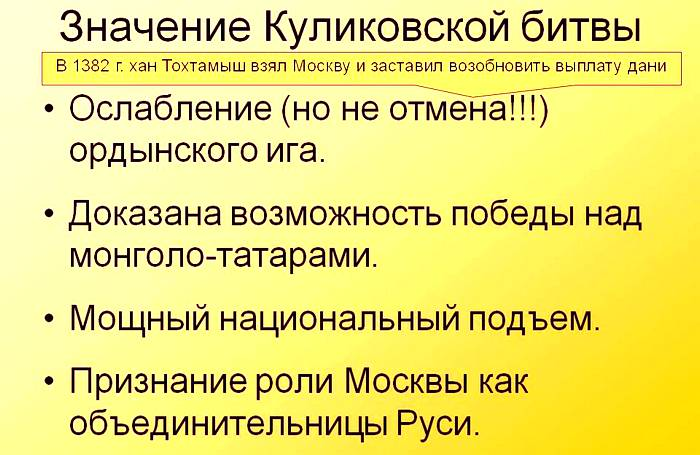 Значение Куликовской битвы
В 1382 г. хан Тохтамыш взял Москву и заставил возобновить выплату дани
• Ослабление (но не отмена!!!)
ордынского ига.
• Доказана возможность победы над
монголо-татарами.
• Мощный национальный подъем.
• Признание роли Москвы как
объединительницы Руси.